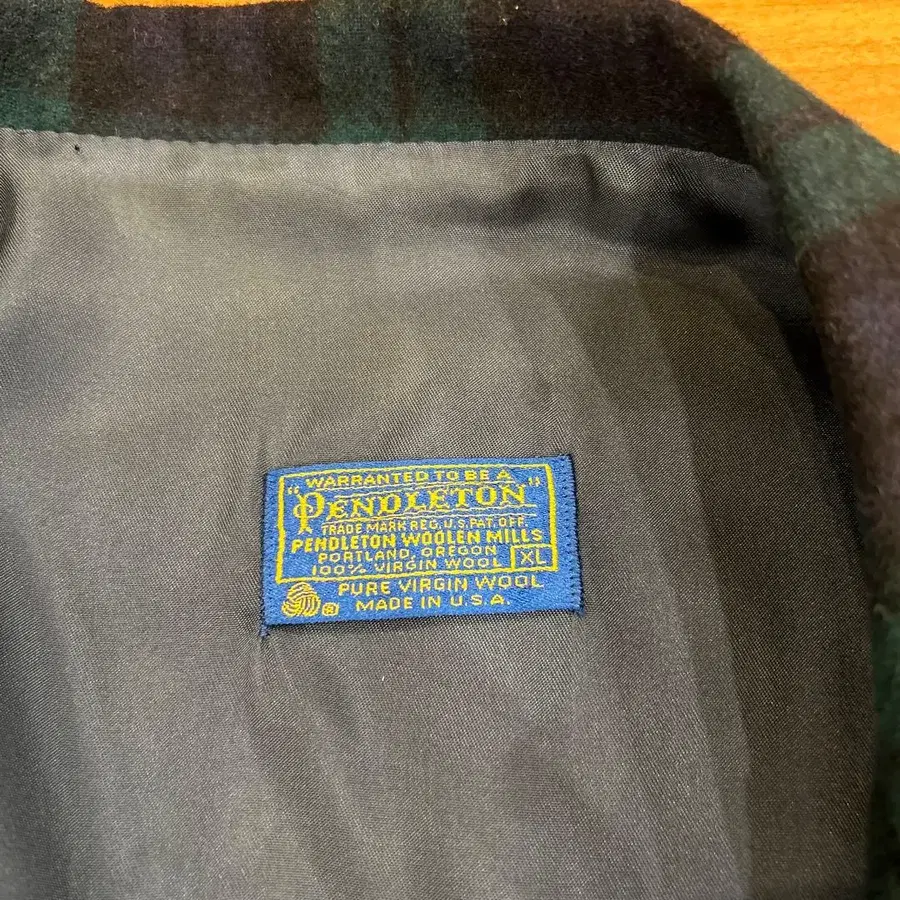 WARRANTED TO BE A
"PENDLETON"
TRADE MARK REG. U.S. PAT. OFF.
PENDLETON WOOLEN MILLS
PORTLAND, OREGON
100% VIRGIN WOOL XL
PURE VIRGIN WOOL
® MADE IN U.S.A.